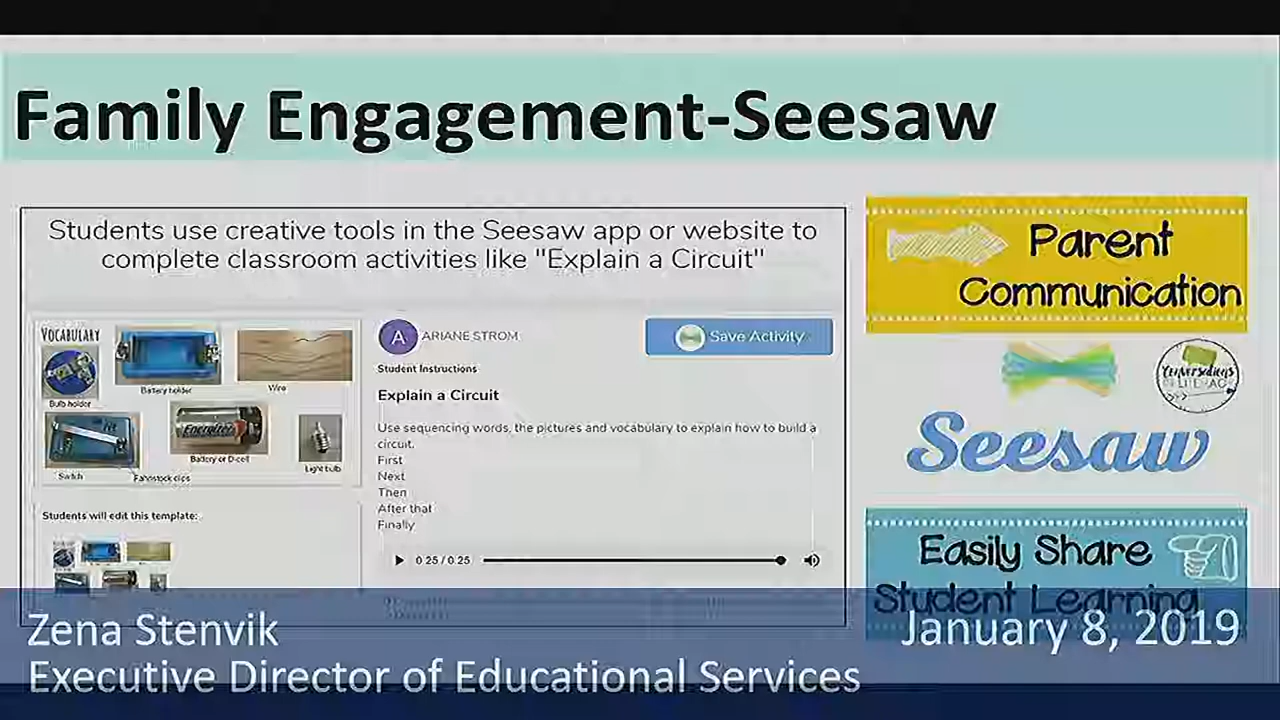 Family Engagement-Seesaw
Students use creative tools in the Seesaw app or website to
complete classroom activities like "Explain a Circuit"
VOCABULARY
Bulb holder
Battery holder
Wire
Switch
Fahnstock clips
Battery or D-cell
Light bulb
Energizer
Students will edit this template:
A
ARIANE STROM
Save Activity
Student Instructions
Explain a Circuit
Use sequencing words, the pictures and vocabulary to explain how to build a
circuit.
First
Next
Then
After that
Finally
0:25 / 0:25
Parent
Communication
Seesaw
Easily Share
Student Learning
Zena Stenvik
January 8, 2019
Executive Director of Educational Services